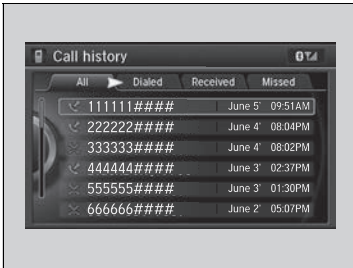 Call history
All Dialed Received Missed
111111#### June 5' 09:51AM
222222#### June 4' 08:04PM
333333#### June 4' 08:02PM
444444#### June 3' 02:37PM
555555#### June 3' 01:30PM
666666#### June 2' 05:07PM